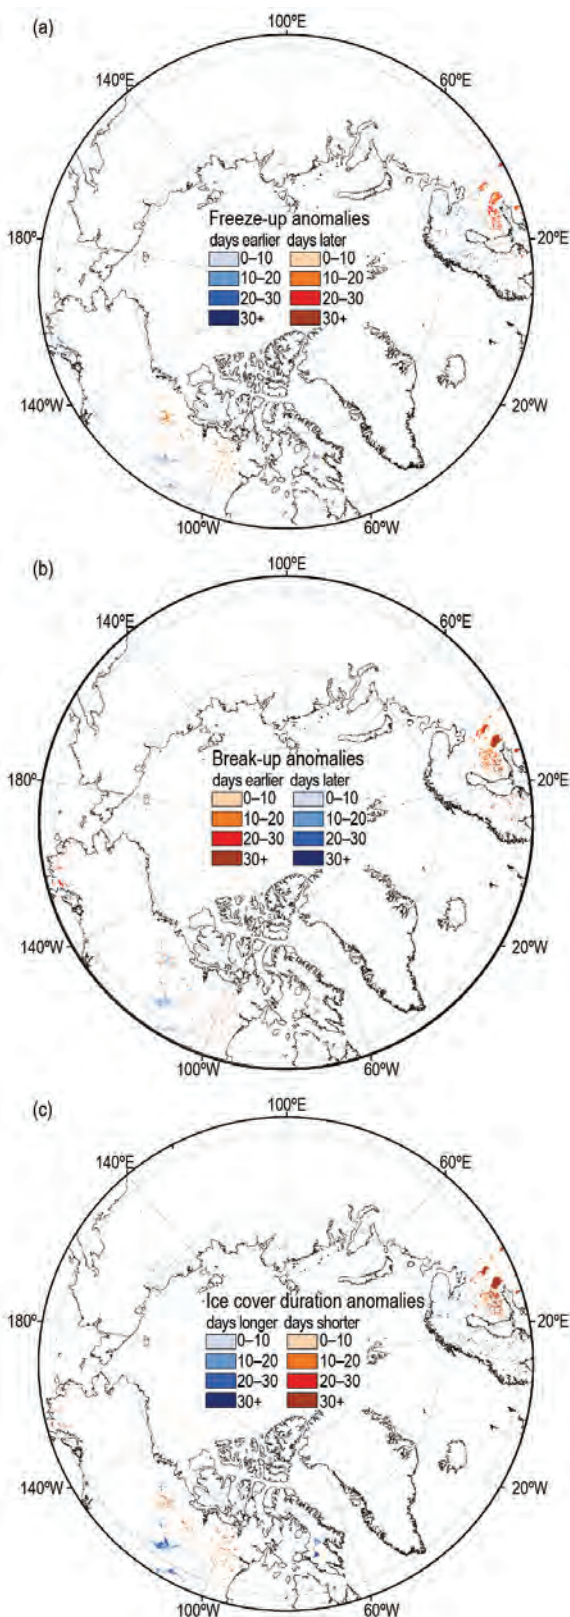 (a)
100ºE
140ºE
60ºE
Freeze-up anomalies
days earlier days later
0–10 0–10
10–20 10–20
20–30 20–30
30+ 30+
180º
20ºE
140ºW
20ºW
100ºW
60ºW
(b)
100ºE
140ºE
60ºE
Break-up anomalies
days earlier days later
0–10 0–10
10–20 10–20
20–30 20–30
30+ 30+
180º
20ºE
140ºW
20ºW
100ºW
60ºW
(c)
100ºE
140ºE
60ºE
Ice cover duration anomalies
days longer days shorter
0–10 0–10
10–20 10–20
20–30 20–30
30+ 30+
180º
20ºE
140ºW
20ºW
100ºW
60ºW